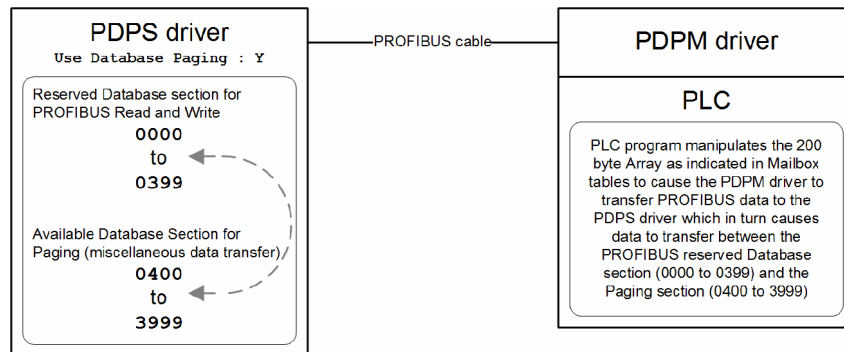 PDPS driver
Use Database Paging : Y
Reserved Database section for
PROFIBUS Read and Write
0000
to
0399
Available Database Section for
Paging (miscellaneous data transfer)
0400
to
3999
PROFIBUS cable
PDPM driver
PLC
PLC program manipulates the 200
byte Array as indicated in Mailbox
tables to cause the PDPM driver to
transfer PROFIBUS data to the
PDPS driver which in turn causes
data to transfer between the
PROFIBUS reserved Database
section (0000 to 0399) and the
Paging section (0400 to 3999)